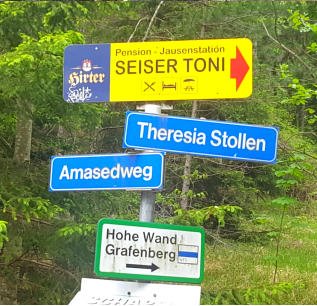 Pension - Jausenstation
SEISER TONI
Hirter
Theresia Stollen
Amasedweg
Hohe Wand
Grafenberg